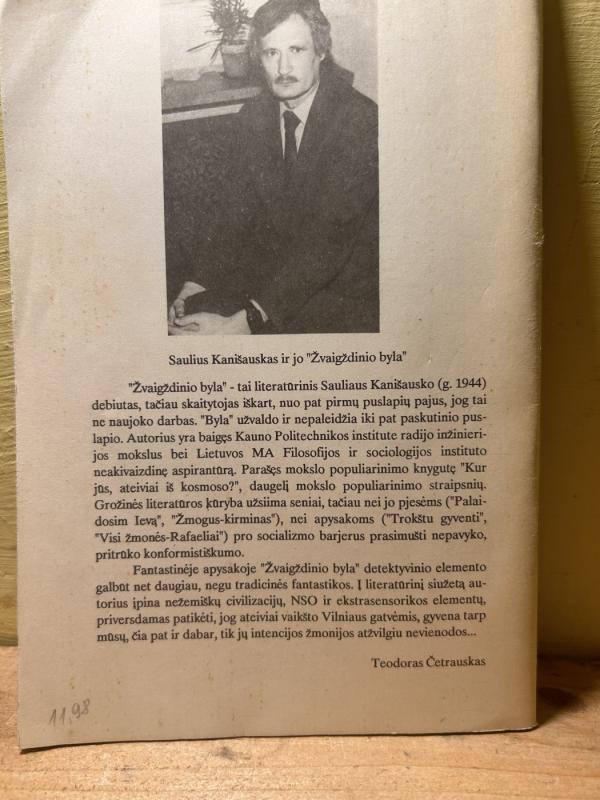 Saulius Kanišauskas ir jo "Žvaigždinio byla"
"Žvaigždinio byla" - tai literatūrinis Sauliaus Kanišausko (g. 1944)
debiutas, tačiau skaitytojas iškart, nuo pat pirmų puslapių pajus, jog tai
ne naujoko darbas. "Byla" užvaldo ir nepaleidžia iki pat paskutinio pus-
lapio. Autorius yra baigęs Kauno Politechnikos institute radijo inžinieri-
jos mokslus bei Lietuvos MA Filosofijos ir sociologijos instituto
neakivaizdinę aspirantūrą. Parašęs mokslo populiarinimo knygutę "Kur
jūs, ateiviai iš kosmoso?", daugelį mokslo populiarinimo straipsnių.
Grožinės literatūros kūryba užsiima seniai, tačiau nei jo pjesėms ("Palai-
dosim Ievą", "Žmogus-kirminas"), nei apysakoms ("Trokštu gyventi",
"Visi žmonės-Rafaeliai") pro socializmo barjerus prasimušti nepavyko,
pritrūko konformistiškumo.
Fantastinėje apysakoje "Žvaigždinio byla" detektyvinio elemento
galbūt net daugiau, negu tradicinės fantastikos. Į literatūrinį siužetą au-
torius įpina nežemiškų civilizacijų, NSO ir ekstrasensorikos elementų,
priversdamas patikėti, jog ateiviai vaikšto Vilniaus gatvėmis, gyvena tarp
mūsų, čia pat ir dabar, tik jų intencijos žmonijos atžvilgiu nevienodos...
Teodoras Četrauskas
11,98